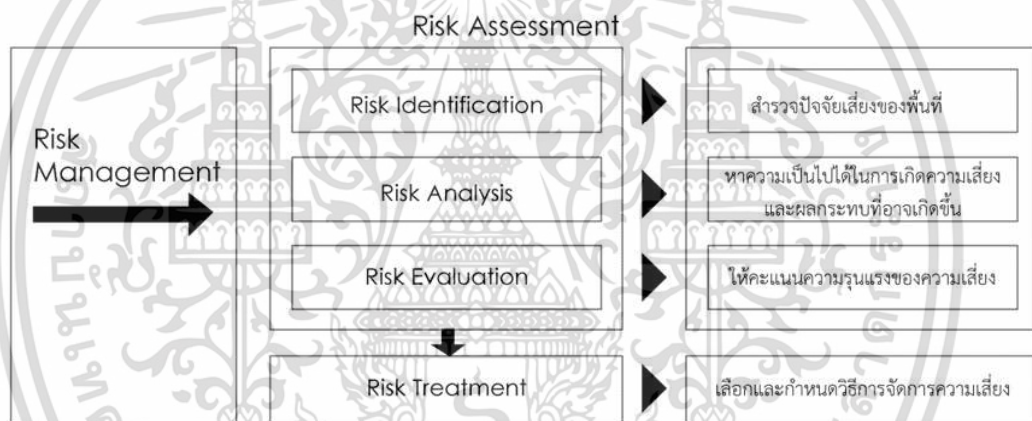 Risk Assessment
Risk
Management
Risk Identification
สำรวจปัจจัยเสี่ยงของพื้นที่
Risk Analysis
หาความเป็นไปได้ในการเกิดความเสี่ยง
และผลกระทบที่อาจเกิดขึ้น
Risk Evaluation
ให้คะแนนความรุนแรงของความเสี่ยง
Risk Treatment
เลือกและกำหนดวิธีการจัดการความเสี่ยง